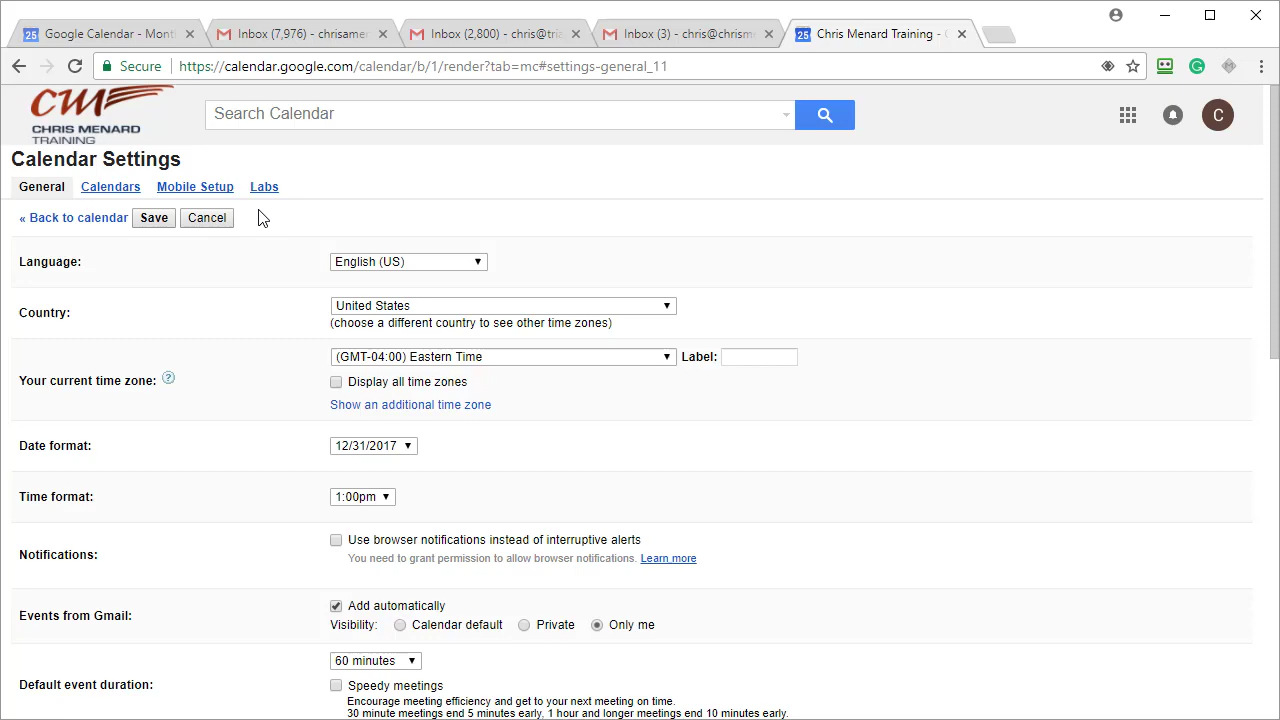 25 Google Calendar - Mont
Inbox (7,976) - chrisamer
Inbox (2,800) - chris@tria
Inbox (3) - chris@chrism
25 Chris Menard Training - C
Secure https://calendar.google.com/calendar/b/1/render?tab=mc#settings-general_11
CM
CHRIS MENARD
TRAINING
Search Calendar
C
Calendar Settings
General Calendars Mobile Setup Labs
« Back to calendar Save Cancel
Language: English (US)
Country: United States
(choose a different country to see other time zones)
(GMT-04:00) Eastern Time Label:
Your current time zone: ?
Display all time zones
Show an additional time zone
Date format: 12/31/2017
Time format: 1:00pm
Use browser notifications instead of interruptive alerts
Notifications:
You need to grant permission to allow browser notifications. Learn more
Add automatically
Events from Gmail:
Visibility: Calendar default Private Only me
60 minutes
Default event duration:
Speedy meetings
Encourage meeting efficiency and get to your next meeting on time.
30 minute meetings end 5 minutes early, 1 hour and longer meetings end 10 minutes early.